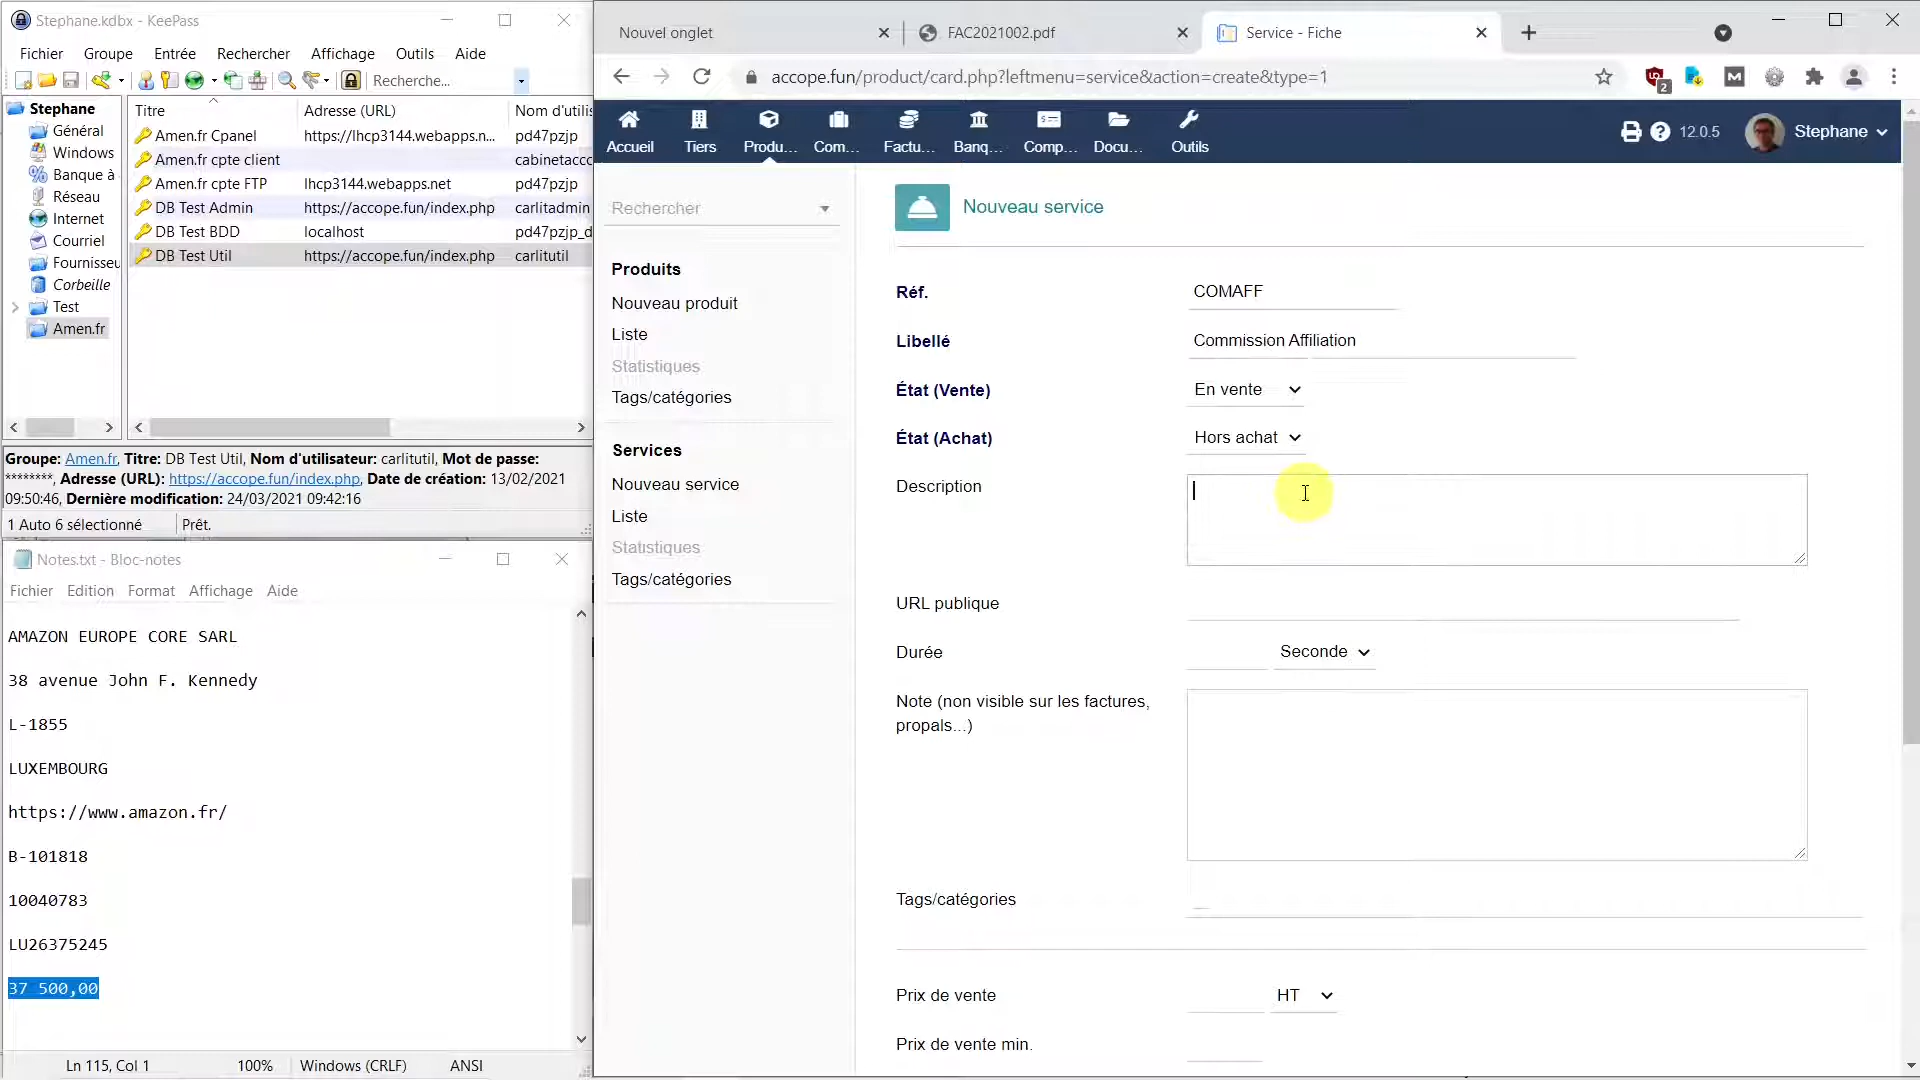 Stephane.kdbx - KeePass
Fichier Groupe Entrée Rechercher Affichage Outils Aide
Recherche...
Stephane
Général
Windows
Banque à
Réseau
Internet
Courriel
Fournisseu
Corbeille
Test
Amen.fr
Titre Adresse (URL) Nom d'utilis
Amen.fr Cpanel https://lhcp3144.webapps.n... pd47pzjp
Amen.fr cpte client cabinetaccc
Amen.fr cpte FTP lhcp3144.webapps.net pd47pzjp
DB Test Admin https://accope.fun/index.php carlitadmin
DB Test BDD localhost pd47pzjp_d
DB Test Util https://accope.fun/index.php carlitutil
Groupe: Amen.fr, Titre: DB Test Util, Nom d'utilisateur: carlitutil, Mot de passe:
********, Adresse (URL): https://accope.fun/index.php, Date de création: 13/02/2021
09:50:46, Dernière modification: 24/03/2021 09:42:16
1 Auto 6 sélectionné Prêt.
Notes.txt - Bloc-notes
Fichier Edition Format Affichage Aide
AMAZON EUROPE CORE SARL
38 avenue John F. Kennedy
L-1855
LUXEMBOURG
https://www.amazon.fr/
B-101818
10040783
LU26375245
37 500,00
Ln 115, Col 1 100% Windows (CRLF) ANSI
Nouvel onglet FAC2021002.pdf Service - Fiche
accope.fun/product/card.php?leftmenu=service&action=create&type=1
2
Accueil Tiers Produ... Com... Factu... Banq... Comp... Docu... Outils
12.0.5 Stephane
Rechercher
Produits
Nouveau produit
Liste
Statistiques
Tags/catégories
Services
Nouveau service
Liste
Statistiques
Tags/catégories
Nouveau service
Réf. COMAFF
Libellé Commission Affiliation
État (Vente) En vente
État (Achat) Hors achat
Description
URL publique
Durée Seconde
Note (non visible sur les factures,
propals...)
Tags/catégories
Prix de vente HT
Prix de vente min.